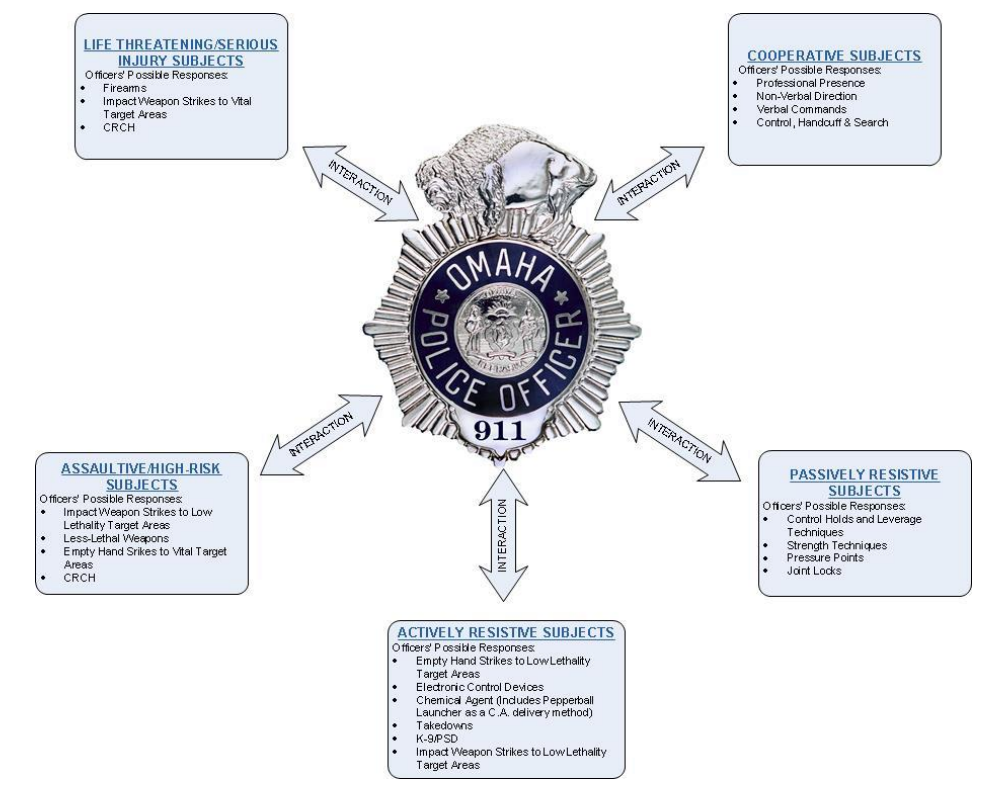 LIFE THREATENING/SERIOUS
INJURY SUBJECTS
Officers' Possible Responses:
• Firearms
• Impact Weapon Strikes to Vital
Target Areas
• CRCH
COOPERATIVE SUBJECTS
Officers' Possible Responses:
• Professional Presence
• Non-Verbal Direction
• Verbal Commands
• Control, Handcuff & Search
INTERACTION
INTERACTION
OMAHA
POLICE OFFICER
911
INTERACTION
INTERACTION
INTERACTION
ASSAULTIVE/HIGH-RISK
SUBJECTS
Officers' Possible Responses:
• Impact Weapon Strikes to Low
Lethality Target Areas
• Less-Lethal Weapons
• Empty Hand Srikes to Vital Target
Areas
• CRCH
PASSIVELY RESISTIVE
SUBJECTS
Officers' Possible Responses:
• Control Holds and Leverage
Techniques
• Strength Techniques
• Pressure Points
• Joint Locks
ACTIVELY RESISTIVE SUBJECTS
Officers' Possible Responses:
• Empty Hand Strikes to Low Lethality
Target Areas
• Electronic Control Devices
• Chemical Agent (Includes Pepperball
Launcher as a C.A. delivery method)
• Takedowns
• K-9/PSD
• Impact Weapon Strikes to Low Lethality
Target Areas